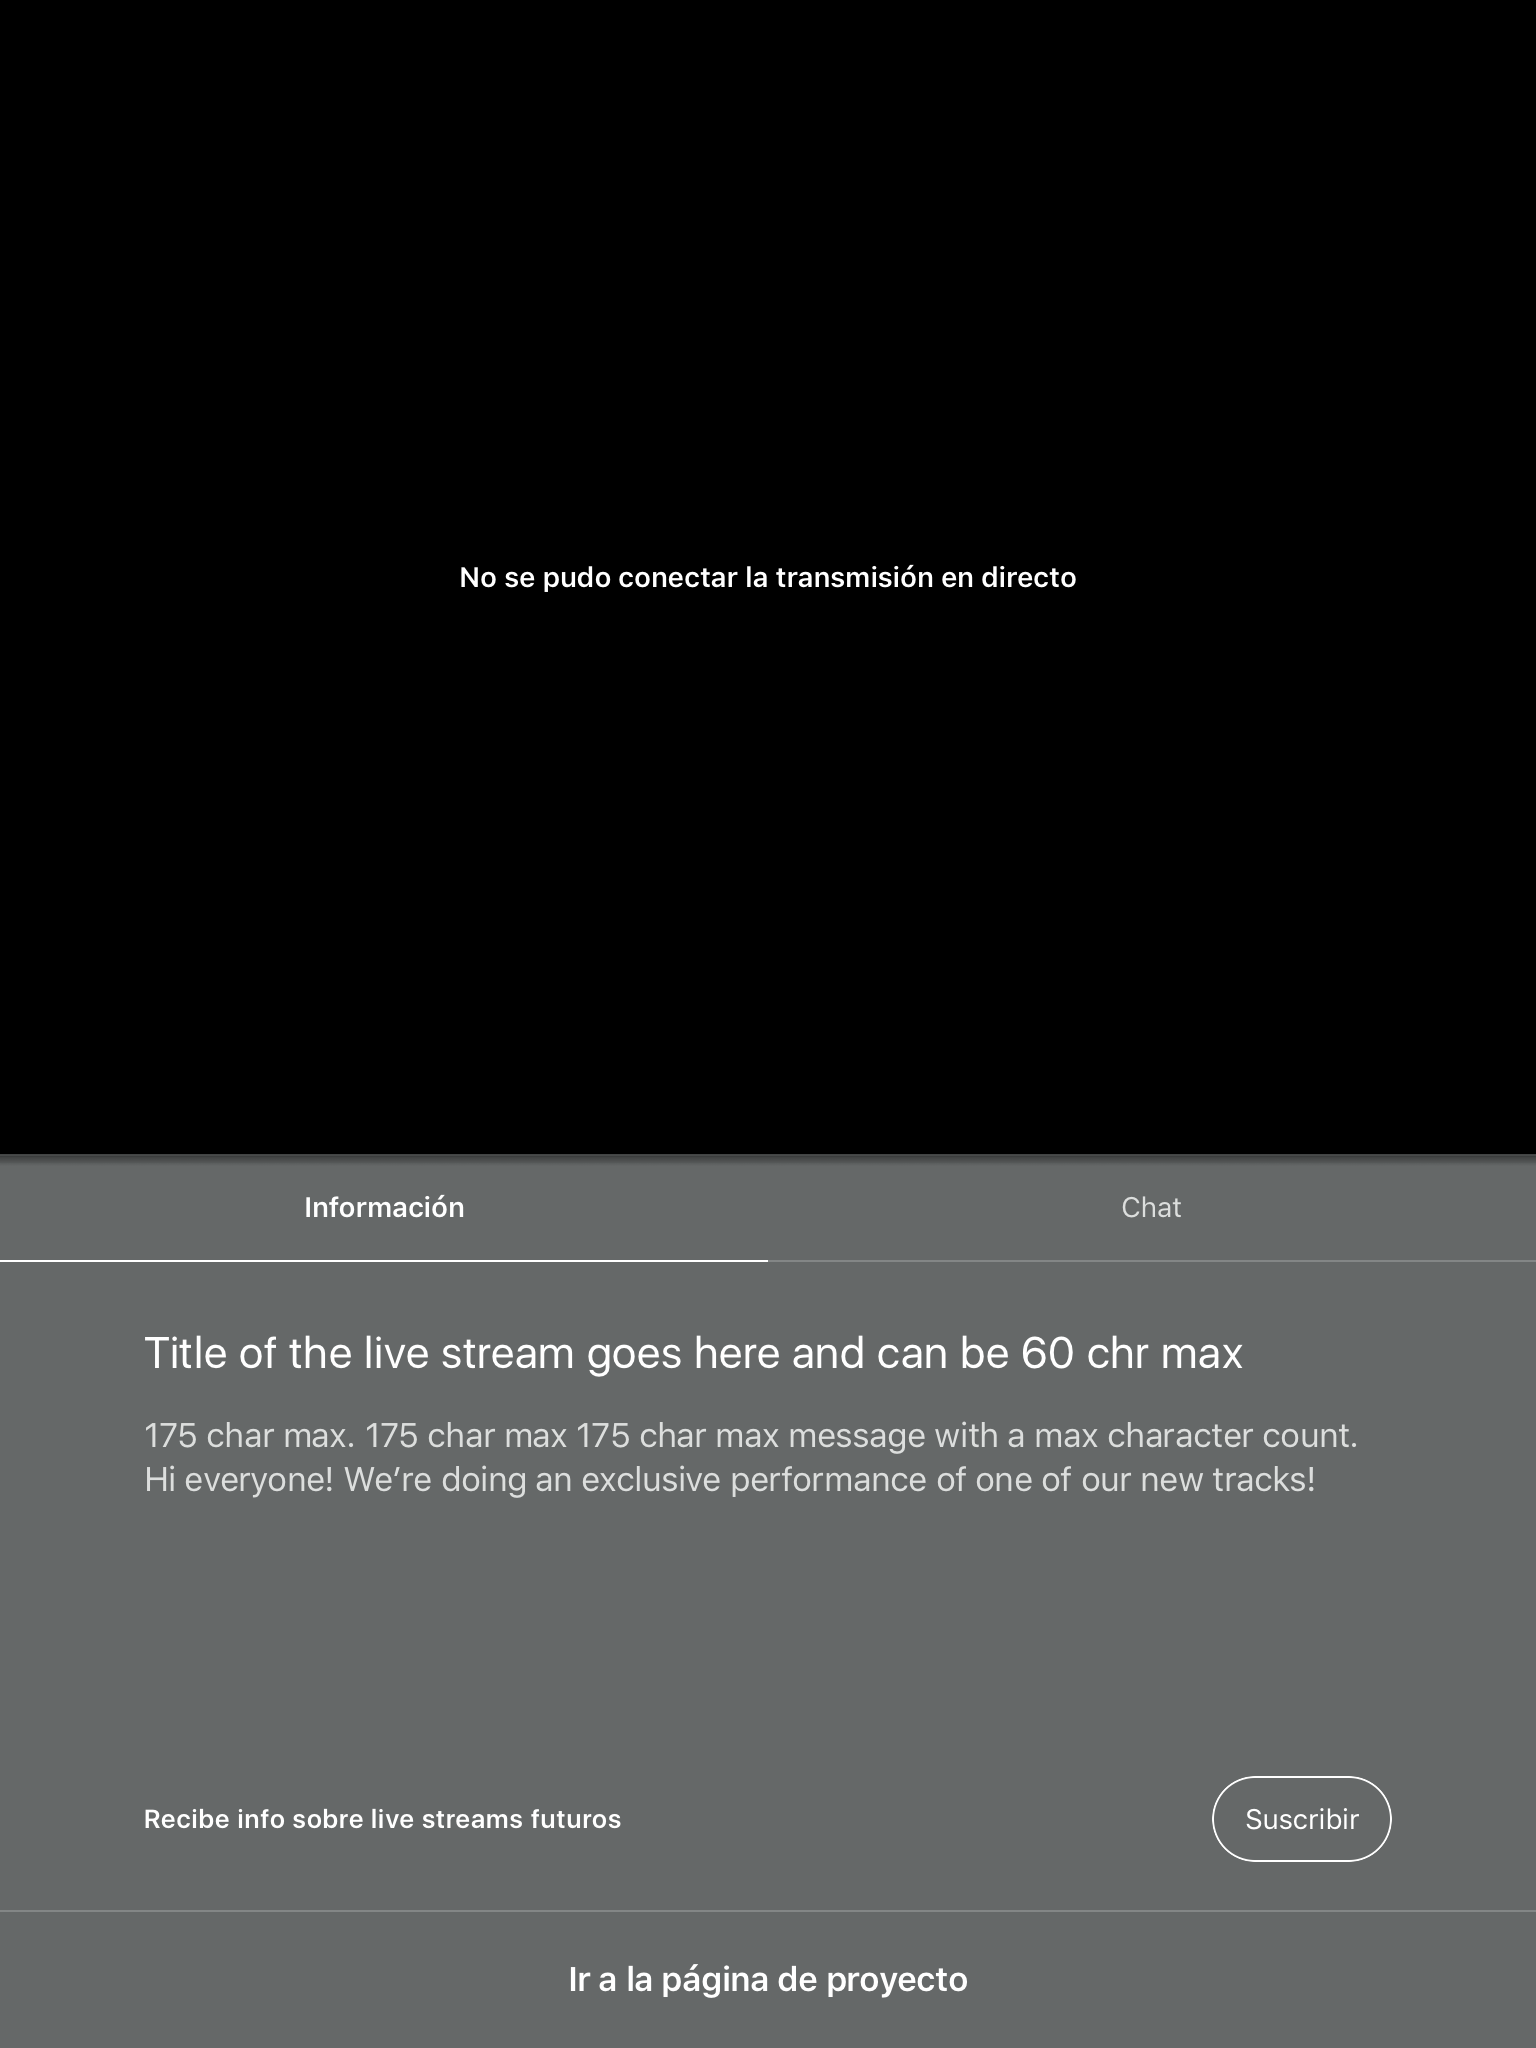 No se pudo conectar la transmisión en directo
Información
Chat
Title of the live stream goes here and can be 60 chr max
175 char max. 175 char max 175 char max message with a max character count.
Hi everyone! We’re doing an exclusive performance of one of our new tracks!
Recibe info sobre live streams futuros
Suscribir
Ir a la página de proyecto